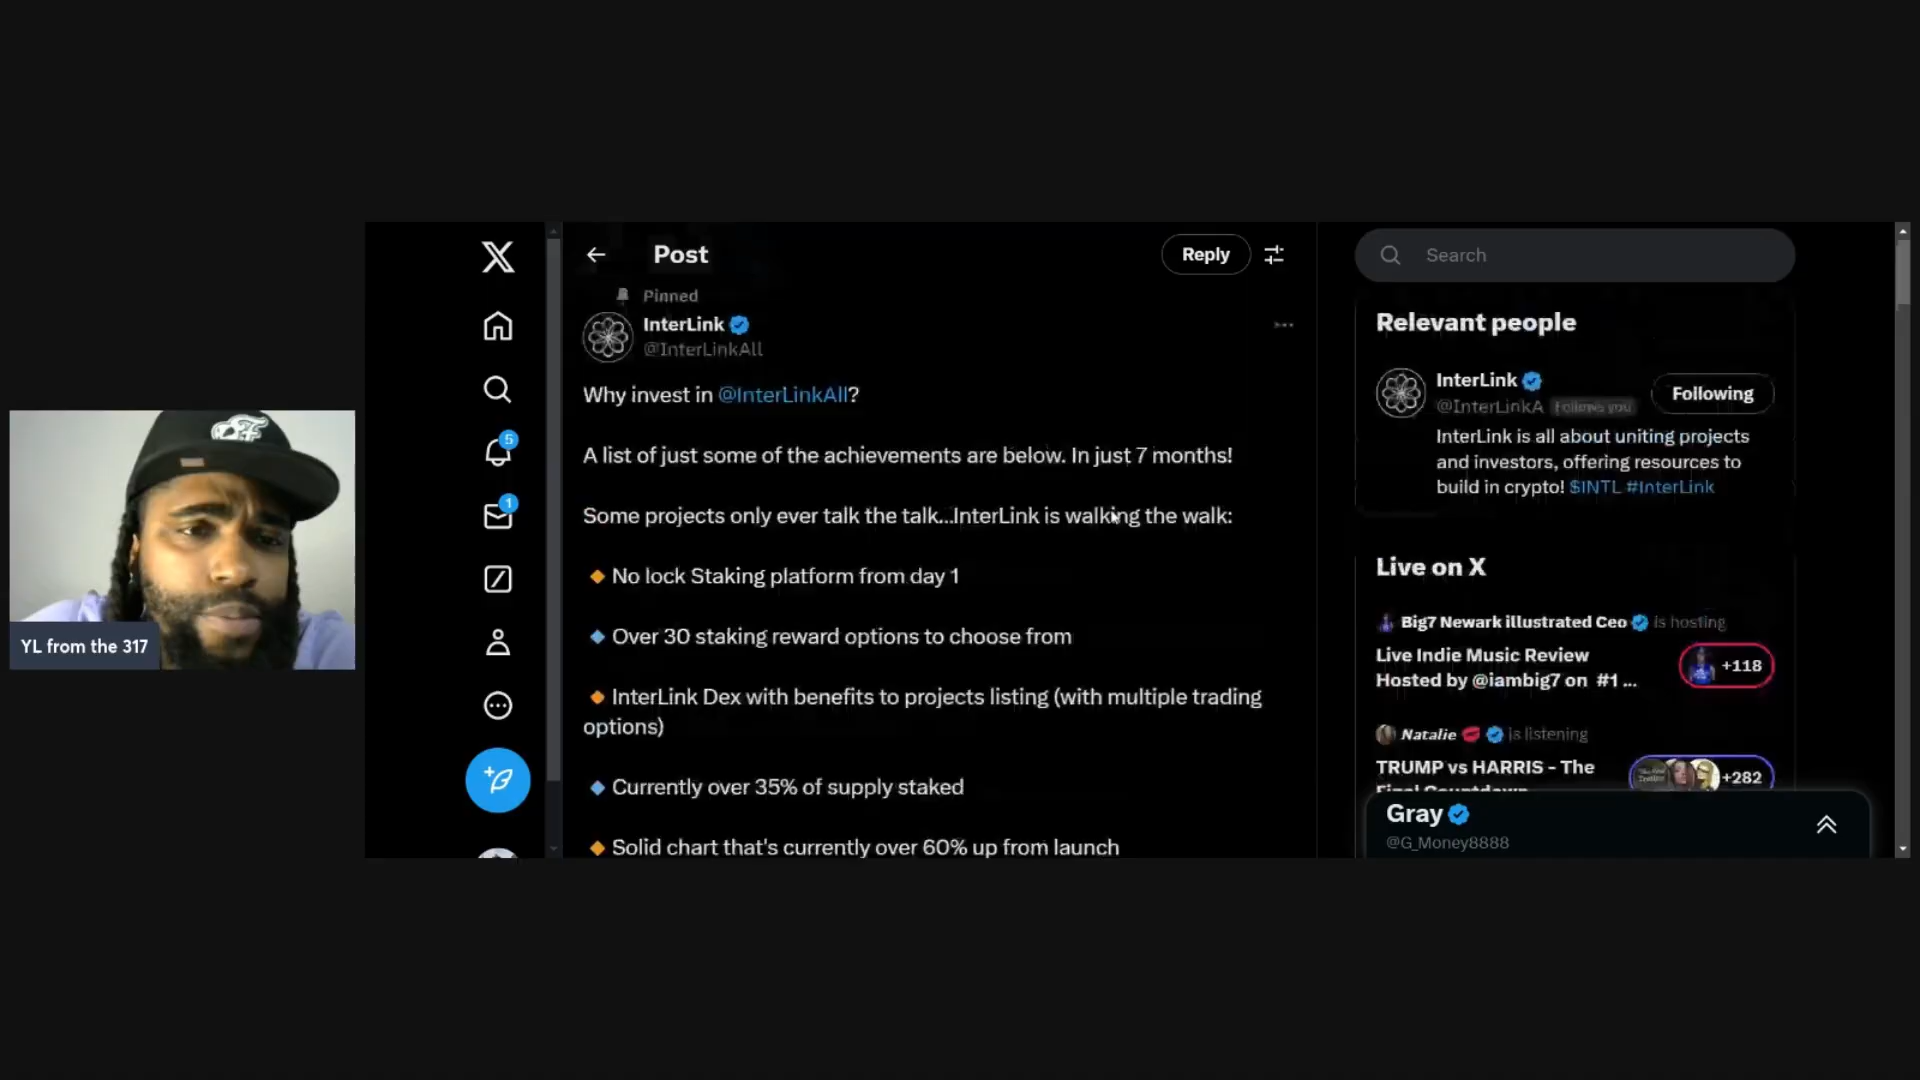 Post
Reply
Search
Pinned
InterLink
@InterLinkAll
Why invest in @InterLinkAll?
A list of just some of the achievements are below. In just 7 months!
Some projects only ever talk the talk...InterLink is walking the walk:
No lock Staking platform from day 1
Over 30 staking reward options to choose from
InterLink Dex with benefits to projects listing (with multiple trading
options)
Currently over 35% of supply staked
Solid chart that's currently over 60% up from launch
5
1
YL from the 317
Relevant people
InterLink
@InterLinkA Follows you
Following
InterLink is all about uniting projects
and investors, offering resources to
build in crypto! $INTL #InterLink
Live on X
Big7 Newark illustrated Ceo is hosting
Live Indie Music Review
Hosted by @iambig7 on #1 ...
+118
Natalie is listening
TRUMP vs HARRIS - The
Final Countdown
+282
Gray
@G_Money8888